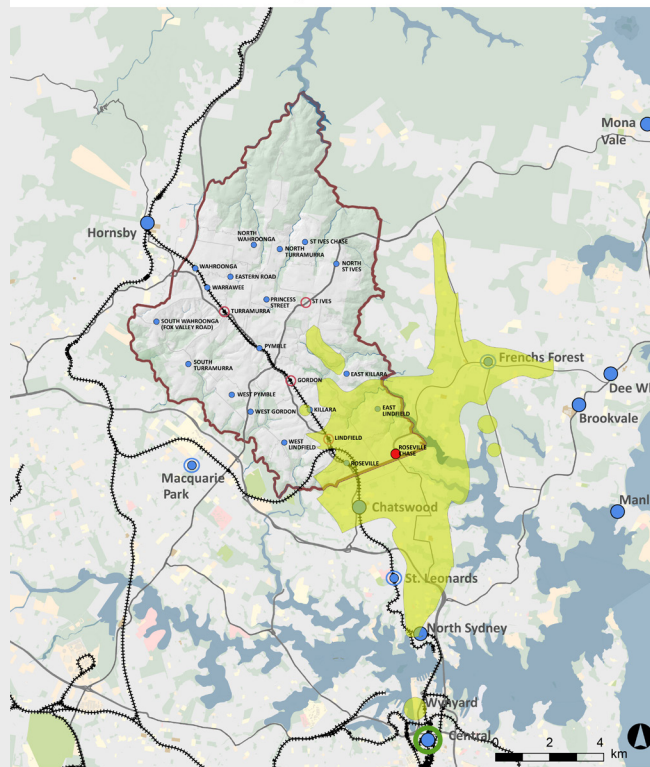 Mona
Vale
Hornsby
NORTH
WAHROONGA
ST IVES CHASE
NORTH
TURRAMURRA
NORTH
ST IVES
WAHROONGA
EASTERN ROAD
WARRAWEE
PRINCESS
STREET
ST IVES
TURRAMURRA
SOUTH WAHROONGA
(FOX VALLEY ROAD)
PYMBLE
Frenchs Forest
SOUTH
TURRAMURRA
EAST KILLARA
Dee W
GORDON
WEST PYMBLE
Brookvale
WEST GORDON
KILLARA
EAST
LINDFIELD
WEST
LINDFIELD
LINDFIELD
ROSEVILLE
CHASE
ROSEVILLE
Macquarie
Park
Chatswood
Manl
St. Leonards
North Sydney
Wynyard
Central
0 2 4
km